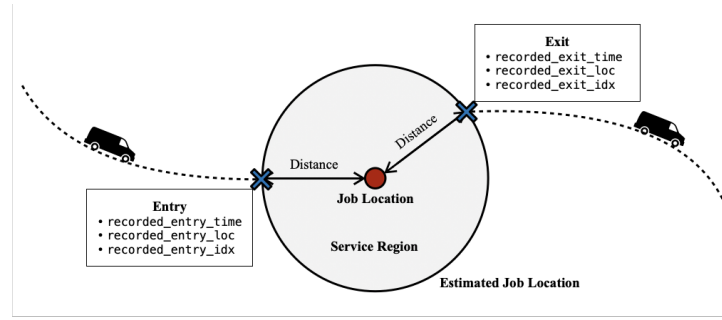 Exit
• recorded_exit_time
• recorded_exit_loc
• recorded_exit_idx
Distance
Distance
Job Location
Entry
• recorded_entry_time
• recorded_entry_loc
• recorded_entry_idx
Service Region
Estimated Job Location